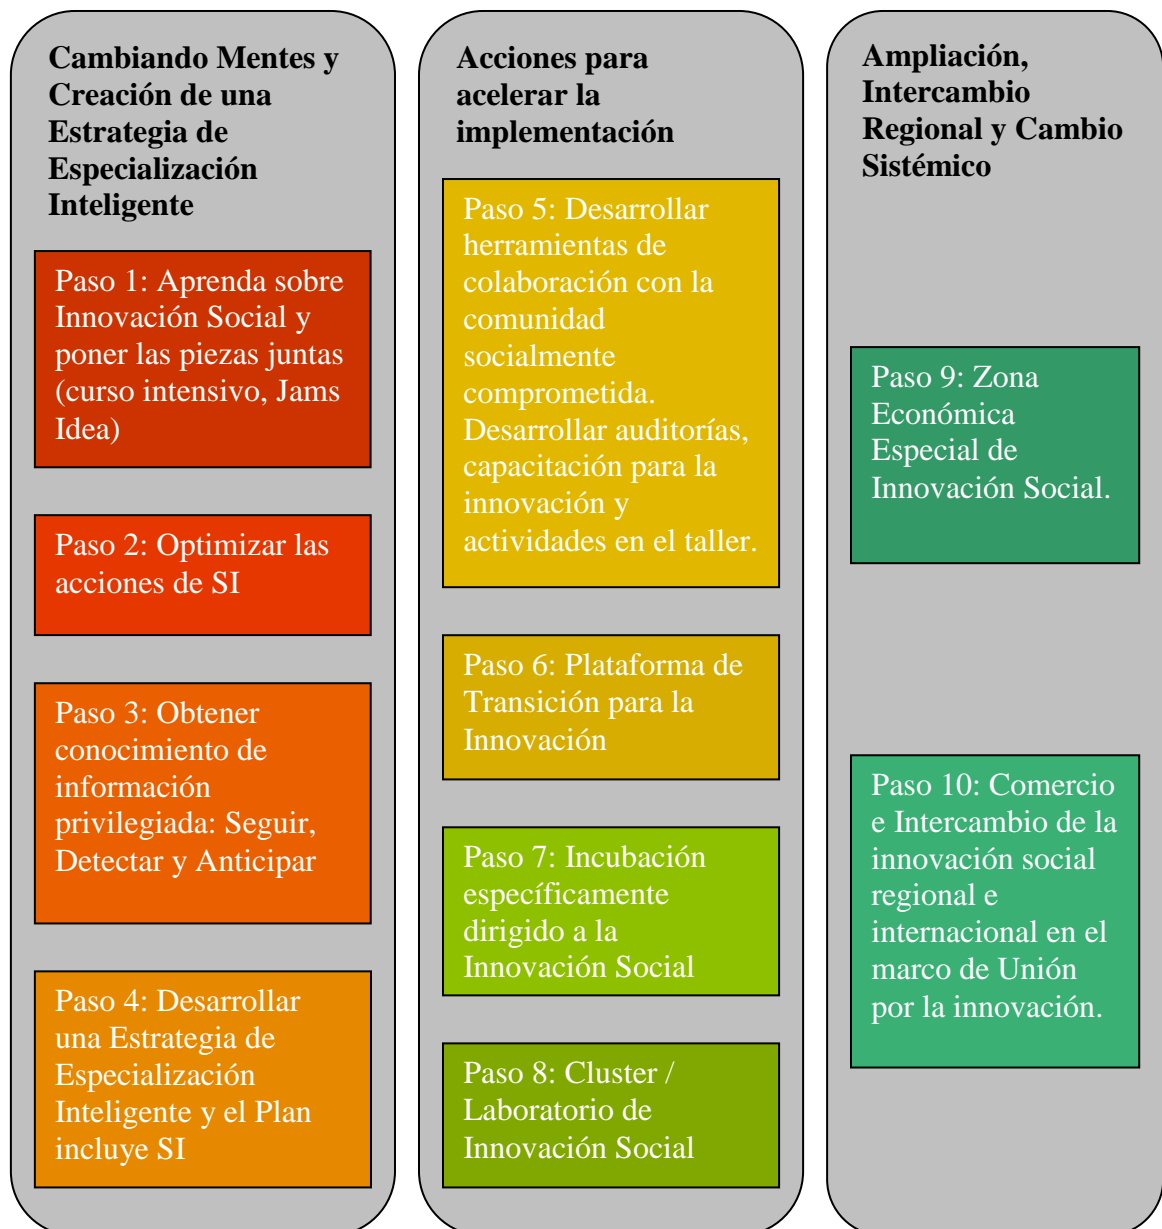 Cambiando Mentes y
Creación de una
Estrategia de
Especialización
Inteligente
Paso 1: Aprenda sobre
Innovación Social y
poner las piezas juntas
(curso intensivo, Jams
Idea)
Paso 2: Optimizar las
acciones de SI
Paso 3: Obtener
conocimiento de
información
privilegiada: Seguir,
Detectar y Anticipar
Paso 4: Desarrollar
una Estrategia de
Especialización
Inteligente y el Plan
incluye SI
Acciones para
acelerar la
implementación
Paso 5: Desarrollar
herramientas de
colaboración con la
comunidad
socialmente
comprometida.
Desarrollar auditorías,
capacitación para la
innovación y
actividades en el taller.
Paso 6: Plataforma de
Transición para la
Innovación
Paso 7: Incubación
específicamente
dirigido a la
Innovación Social
Paso 8: Cluster /
Laboratorio de
Innovación Social
Ampliación,
Intercambio
Regional y Cambio
Sistémico
Paso 9: Zona
Económica
Especial de
Innovación Social.
Paso 10: Comercio
e Intercambio de la
innovación social
regional e
internacional en el
marco de Unión
por la innovación.